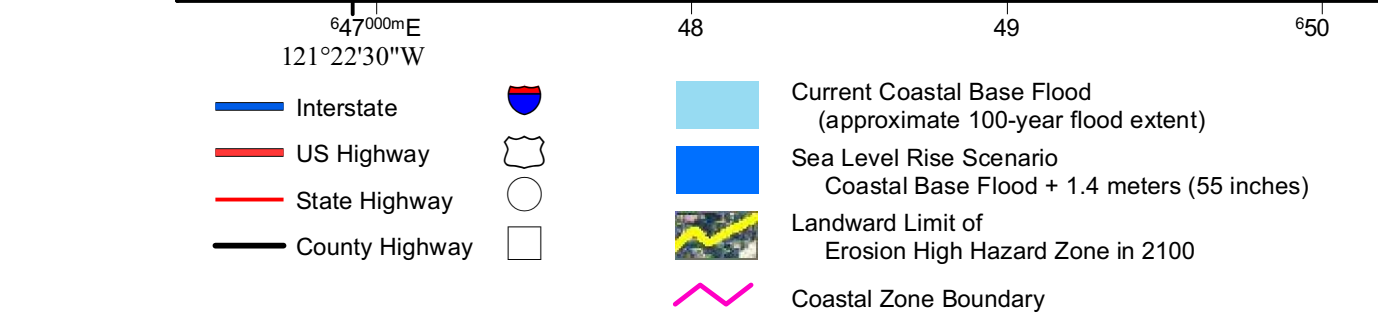 ⁶47⁰⁰⁰ᵐE 48 49 ⁶50
121°22'30"W
Interstate
US Highway
State Highway
County Highway
Current Coastal Base Flood
(approximate 100-year flood extent)
Sea Level Rise Scenario
Coastal Base Flood + 1.4 meters (55 inches)
Landward Limit of
Erosion High Hazard Zone in 2100
Coastal Zone Boundary